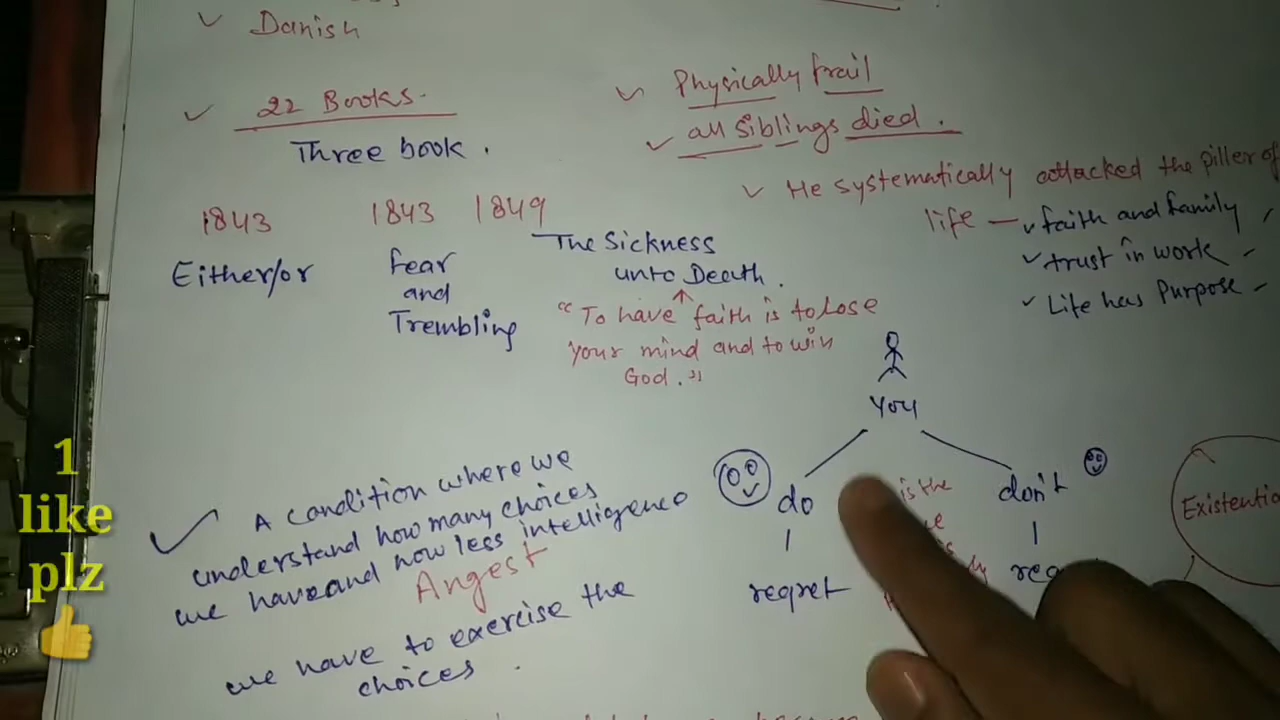 Danish
22 Books.
Three book.
1843
Either/or
1843
Fear
and
Trembling
1849
The Sickness
unto Death.
"To have faith is to lose
your mind and to win
God."
Physically frail
all siblings died.
He systematically attacked the piller of
life — faith and family
trust in work
Life has Purpose
You
do
regret
is the
don't
A condition where we
understand how many choices
we have and how less intelligence
Angest
we have to exercise the
choices.
1
like
plz